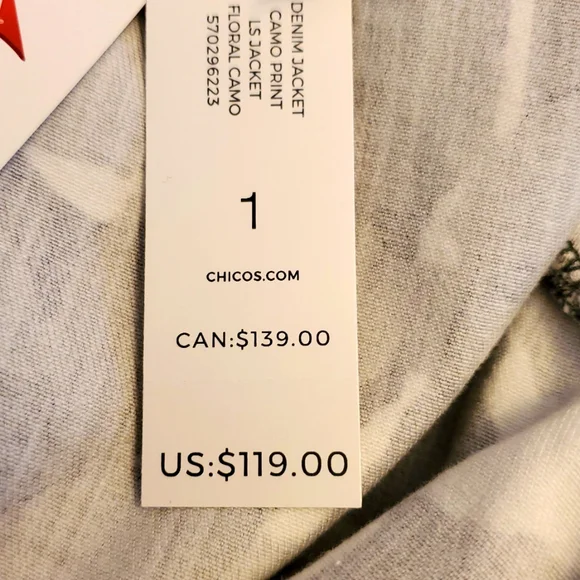 DENIM JACKET
CAMO PRINT
LS JACKET
FLORAL CAMO
570296223
1
CHICOS.COM
CAN:$139.00
US:$119.00